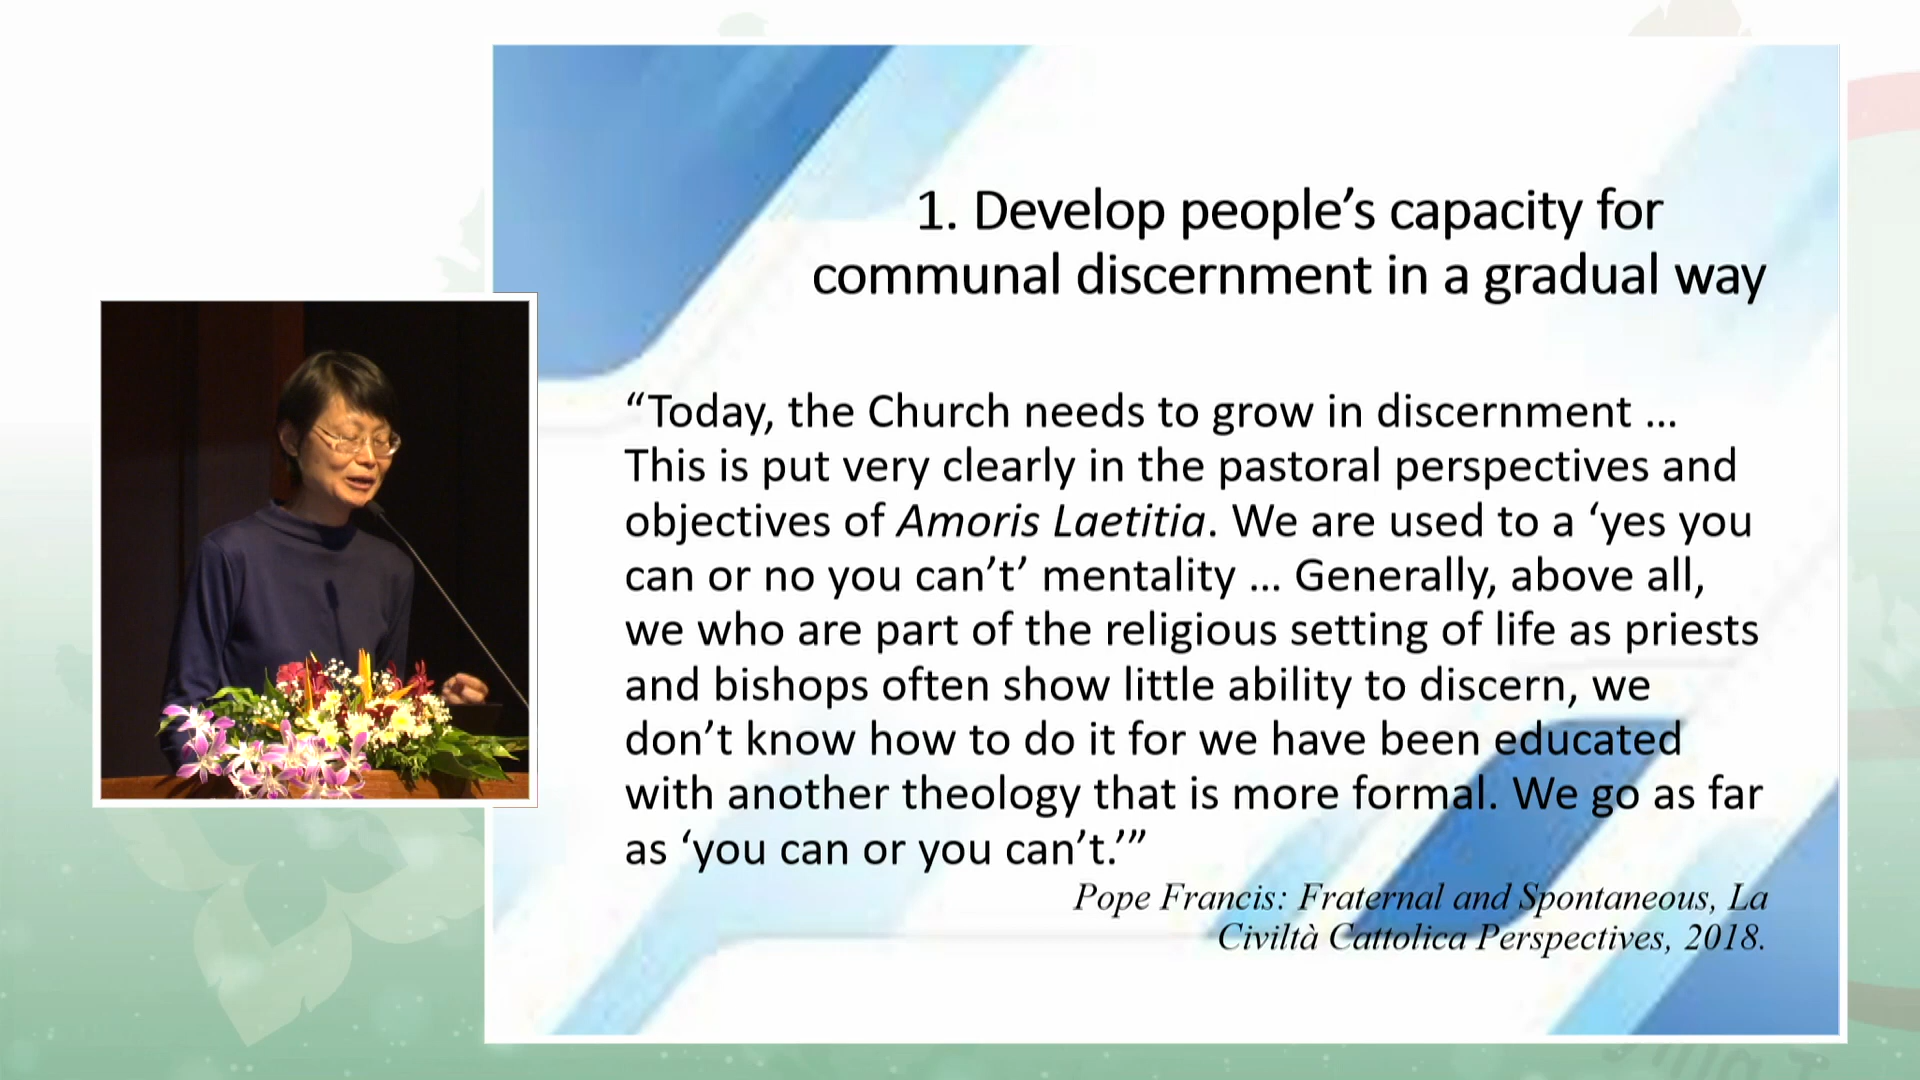 1. Develop people’s capacity for
communal discernment in a gradual way
“Today, the Church needs to grow in discernment ...
This is put very clearly in the pastoral perspectives and
objectives of Amoris Laetitia. We are used to a ‘yes you
can or no you can’t’ mentality ... Generally, above all,
we who are part of the religious setting of life as priests
and bishops often show little ability to discern, we
don’t know how to do it for we have been educated
with another theology that is more formal. We go as far
as ‘you can or you can’t.’”
Pope Francis: Fraternal and Spontaneous, La
Civiltà Cattolica Perspectives, 2018.